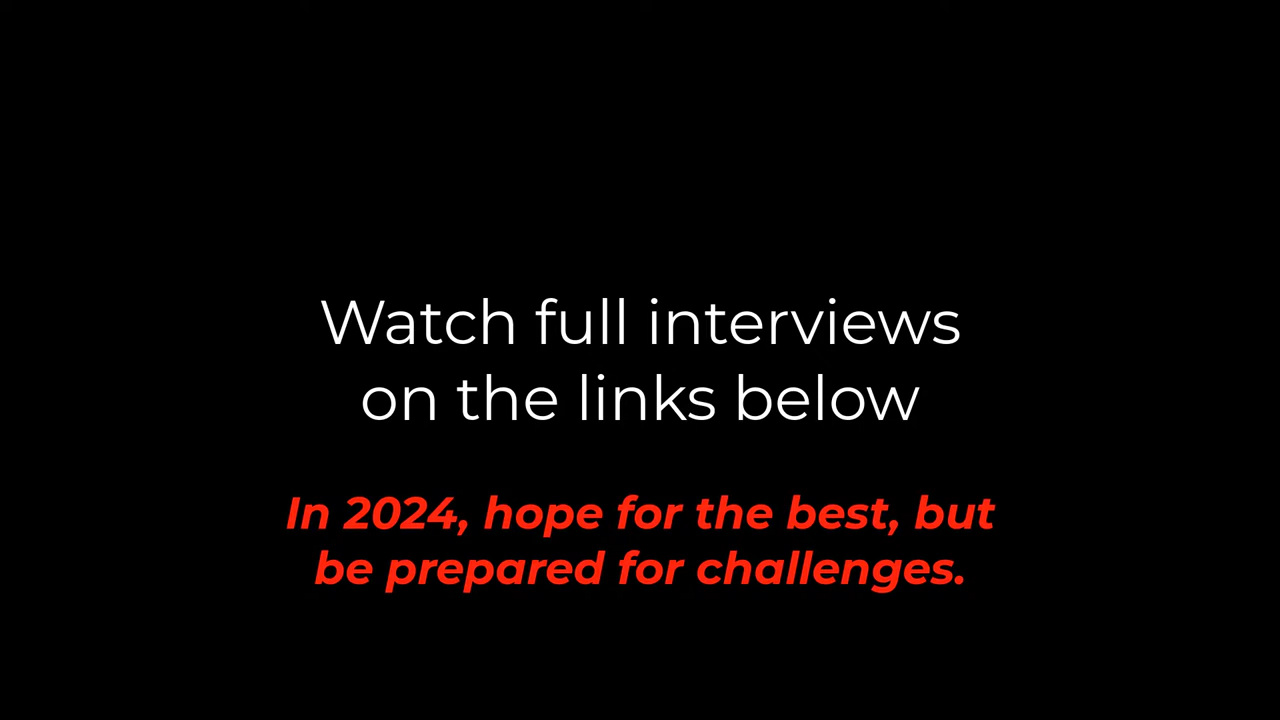 Watch full interviews
on the links below
In 2024, hope for the best, but
be prepared for challenges.